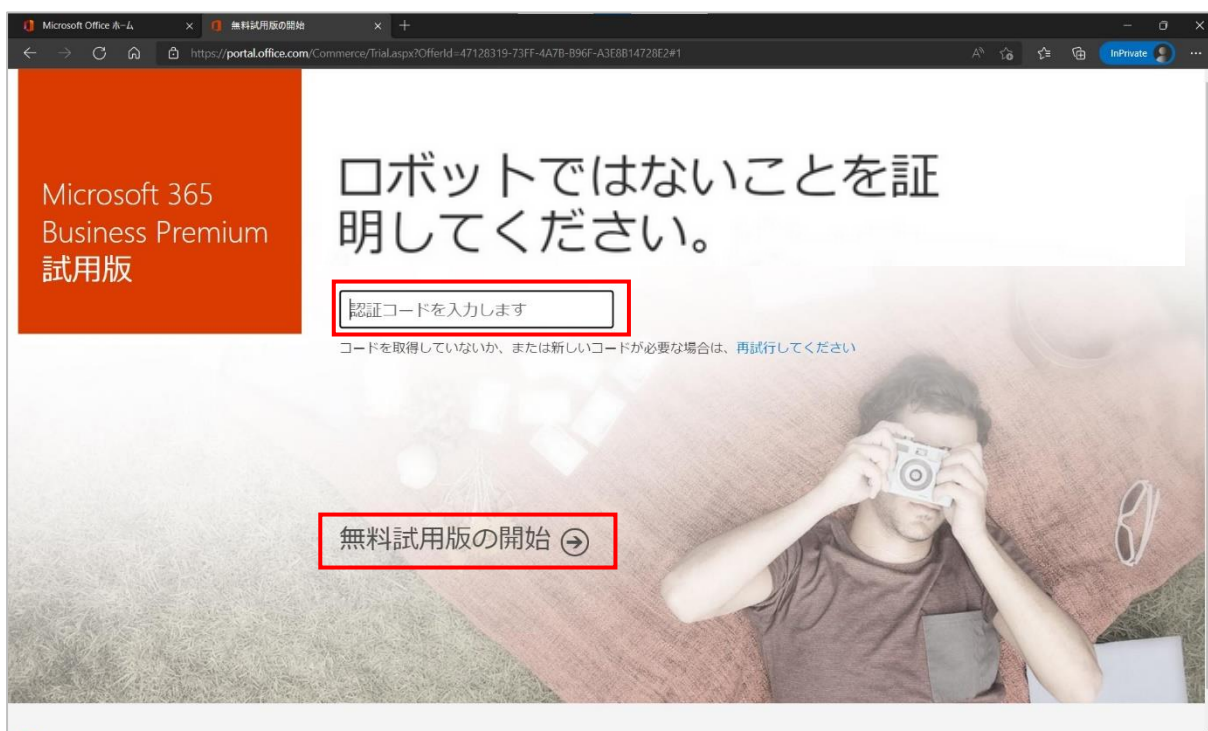 Microsoft Office ホーム
無料試用版の開始
https://portal.office.com/Commerce/Trial.aspx?OfferId=47128319-73FF-4A7B-B96F-A3E8B14728E2#1
InPrivate
Microsoft 365
Business Premium
試用版
ロボットではないことを証
明してください。
認証コードを入力します
コードを取得していないか、または新しいコードが必要な場合は、再試行してください
無料試用版の開始